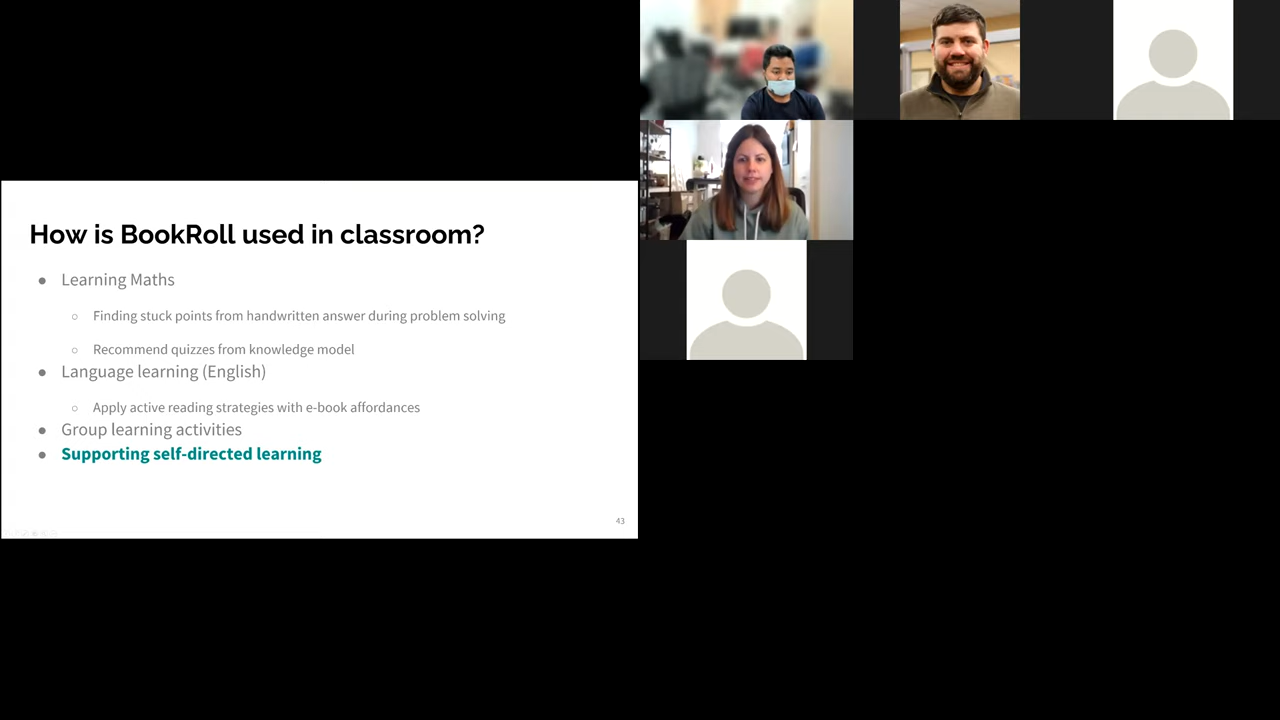 How is BookRoll used in classroom?
● Learning Maths
○ Finding stuck points from handwritten answer during problem solving
○ Recommend quizzes from knowledge model
● Language learning (English)
○ Apply active reading strategies with e-book affordances
● Group learning activities
● Supporting self-directed learning
43